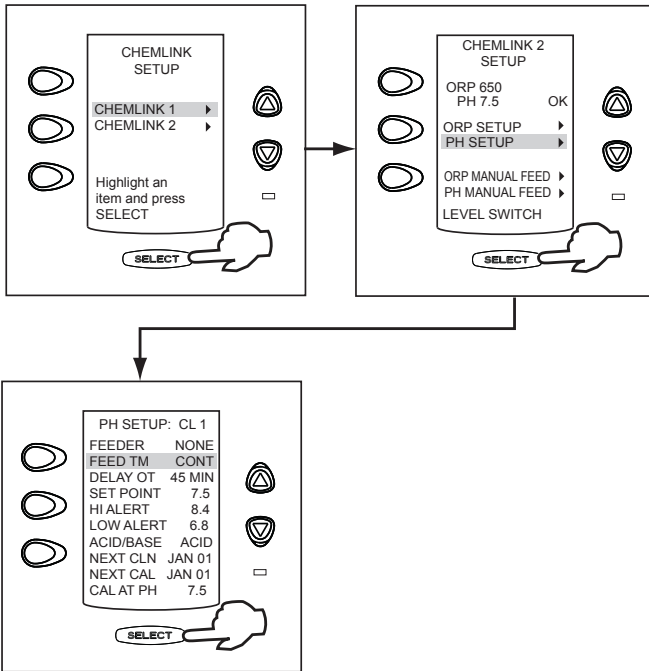 CHEMLINK
SETUP
CHEMLINK 1
CHEMLINK 2
Highlight an
item and press
SELECT
SELECT
CHEMLINK 2
SETUP
ORP 650
PH 7.5 OK
ORP SETUP
PH SETUP
ORP MANUAL FEED
PH MANUAL FEED
LEVEL SWITCH
SELECT
PH SETUP: CL 1
FEEDER NONE
FEED TM CONT
DELAY OT 45 MIN
SET POINT 7.5
HI ALERT 8.4
LOW ALERT 6.8
ACID/BASE ACID
NEXT CLN JAN 01
NEXT CAL JAN 01
CAL AT PH 7.5
SELECT